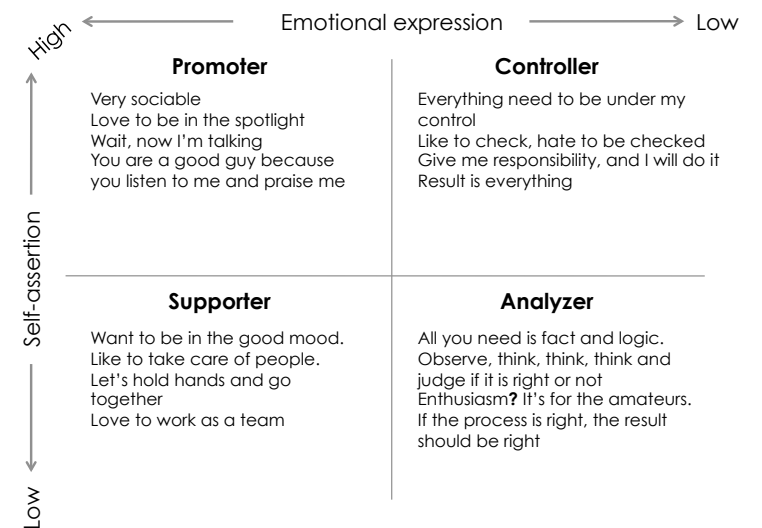 Emotional expression
Low
High
Promoter
Very sociable
Love to be in the spotlight
Wait, now I'm talking
You are a good guy because
you listen to me and praise me
Controller
Everything need to be under my
control
Like to check, hate to be checked
Give me responsibility, and I will do it
Result is everything
Self-assertion
Supporter
Want to be in the good mood.
Like to take care of people.
Let's hold hands and go
together
Love to work as a team
Analyzer
All you need is fact and logic.
Observe, think, think, think and
judge if it is right or not
Enthusiasm? It's for the amateurs.
If the process is right, the result
should be right
Low